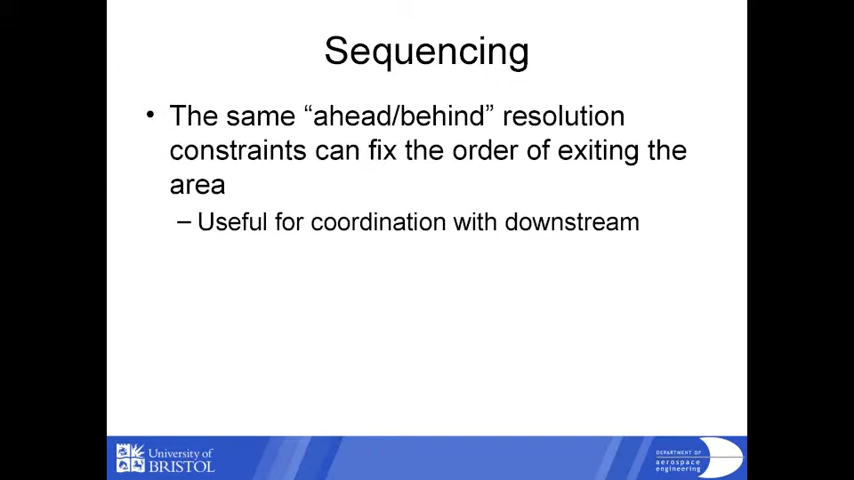 Sequencing
• The same “ahead/behind” resolution
constraints can fix the order of exiting the
area
– Useful for coordination with downstream
University of
BRISTOL
DEPARTMENT OF
aerospace
engineering